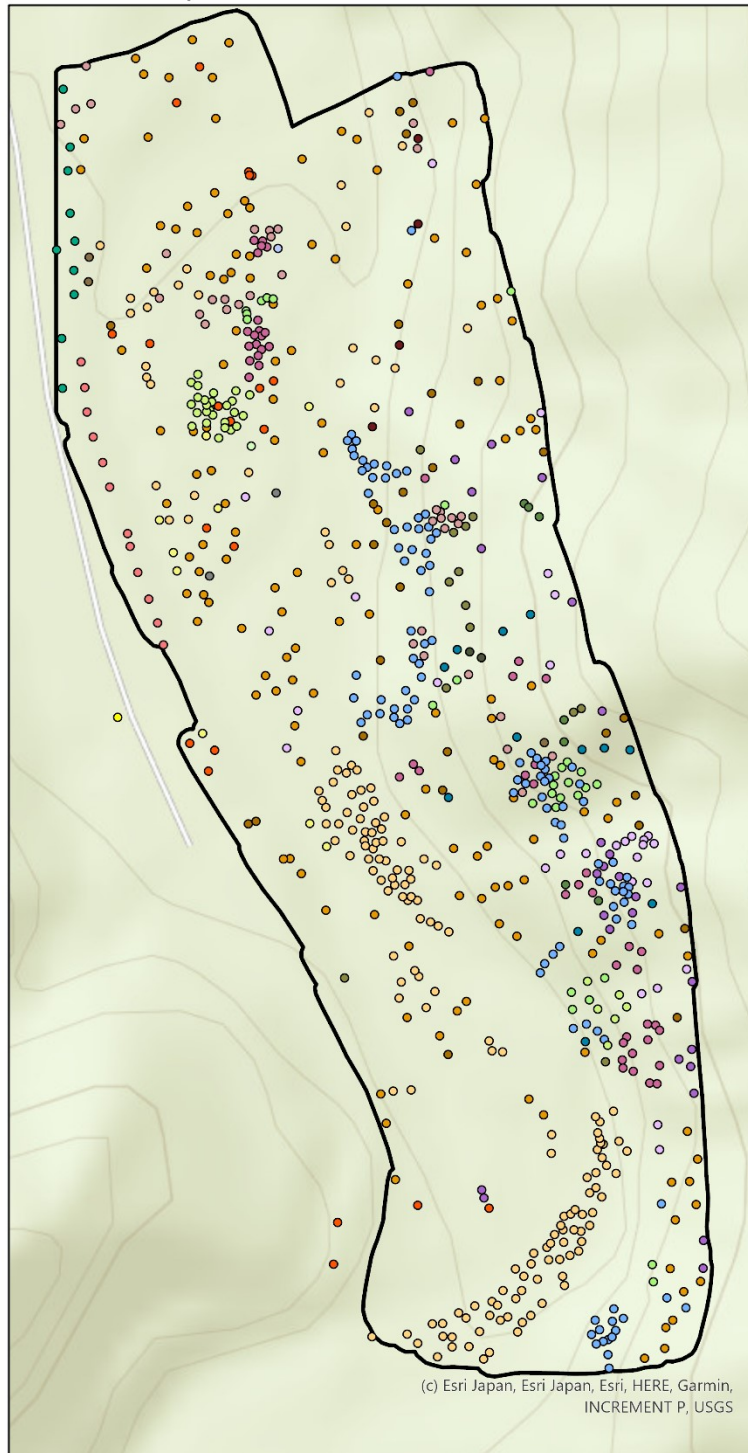 (c) Esri Japan, Esri Japan, Esri, HERE, Garmin,
INCREMENT P, USGS